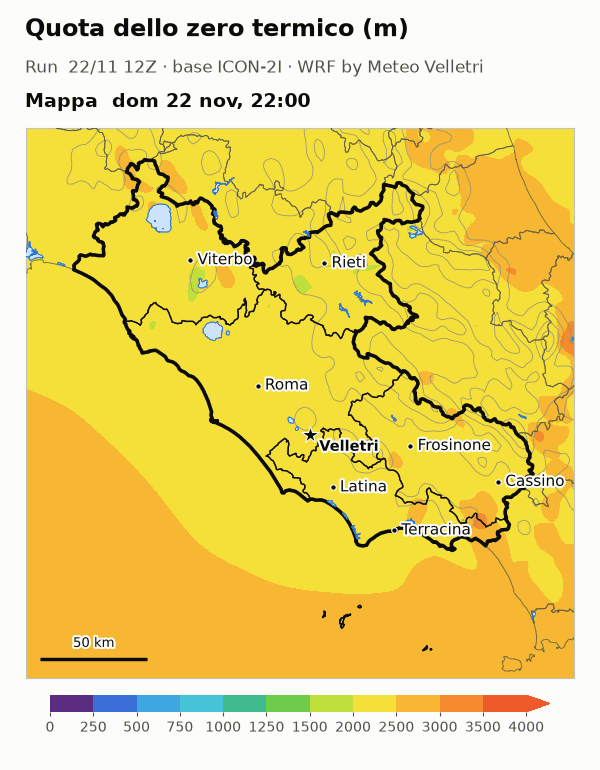 Quota dello zero termico (m)
Run  22/11 12Z · base ICON-2I · WRF by Meteo Velletri
Mappa  dom 22 nov, 22:00
Viterbo
Rieti
Roma
Velletri
Frosinone
Latina
Cassino
Terracina
50 km
0 250 500 750 1000 1250 1500 2000 2500 3000 3500 4000